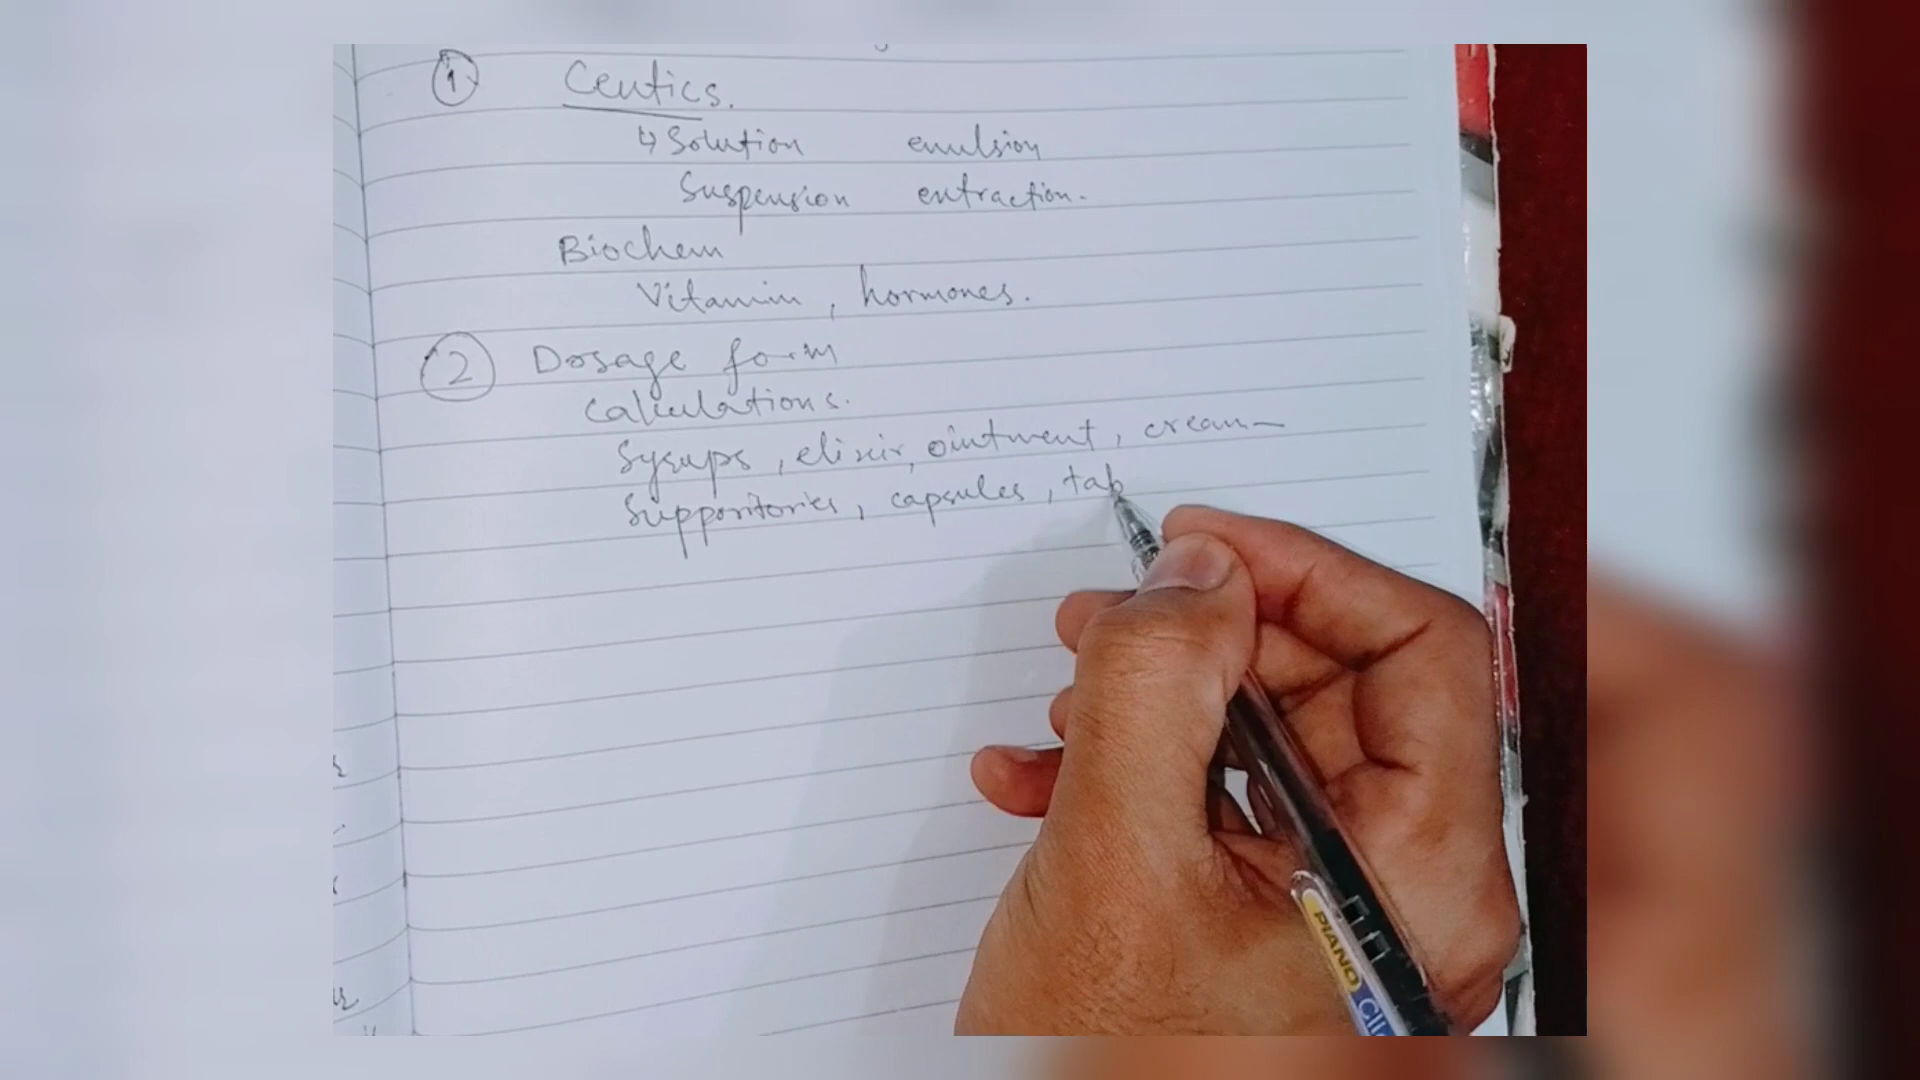 1 Ceutics.
↳ Solution emulsion
Suspension extraction.
Biochem
Vitamin, hormones.
2 Dosage form
Calculations.
Syrups, elixir, ointment, cream
Suppositories, capsules, tab
PIANO
Clic